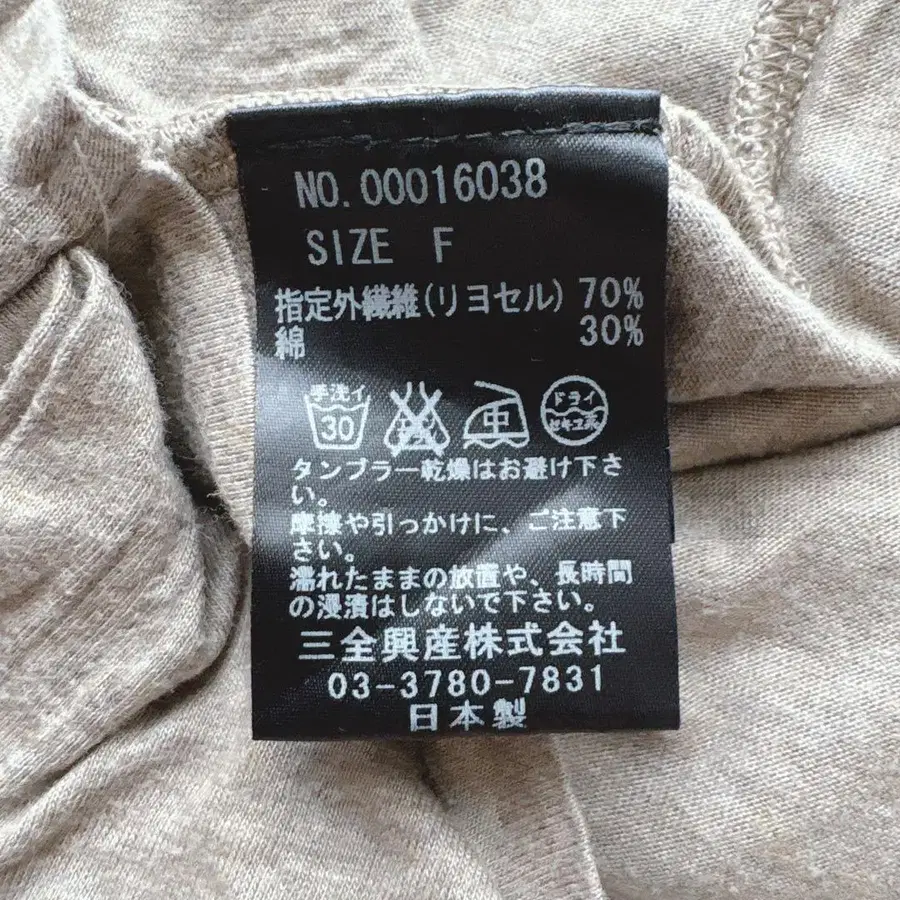 NO.00016038
SIZE F
指定外繊維(リヨセル) 70%
綿 30%
手洗イ 30 中 ドライ セキユ系
タンブラー乾燥はお避け下さ
い。
摩擦や引っかけに、ご注意下
さい。
濡れたままの放置や、長時間
の浸漬はしないで下さい。
三全興産株式会社
03-3780-7831
日本製